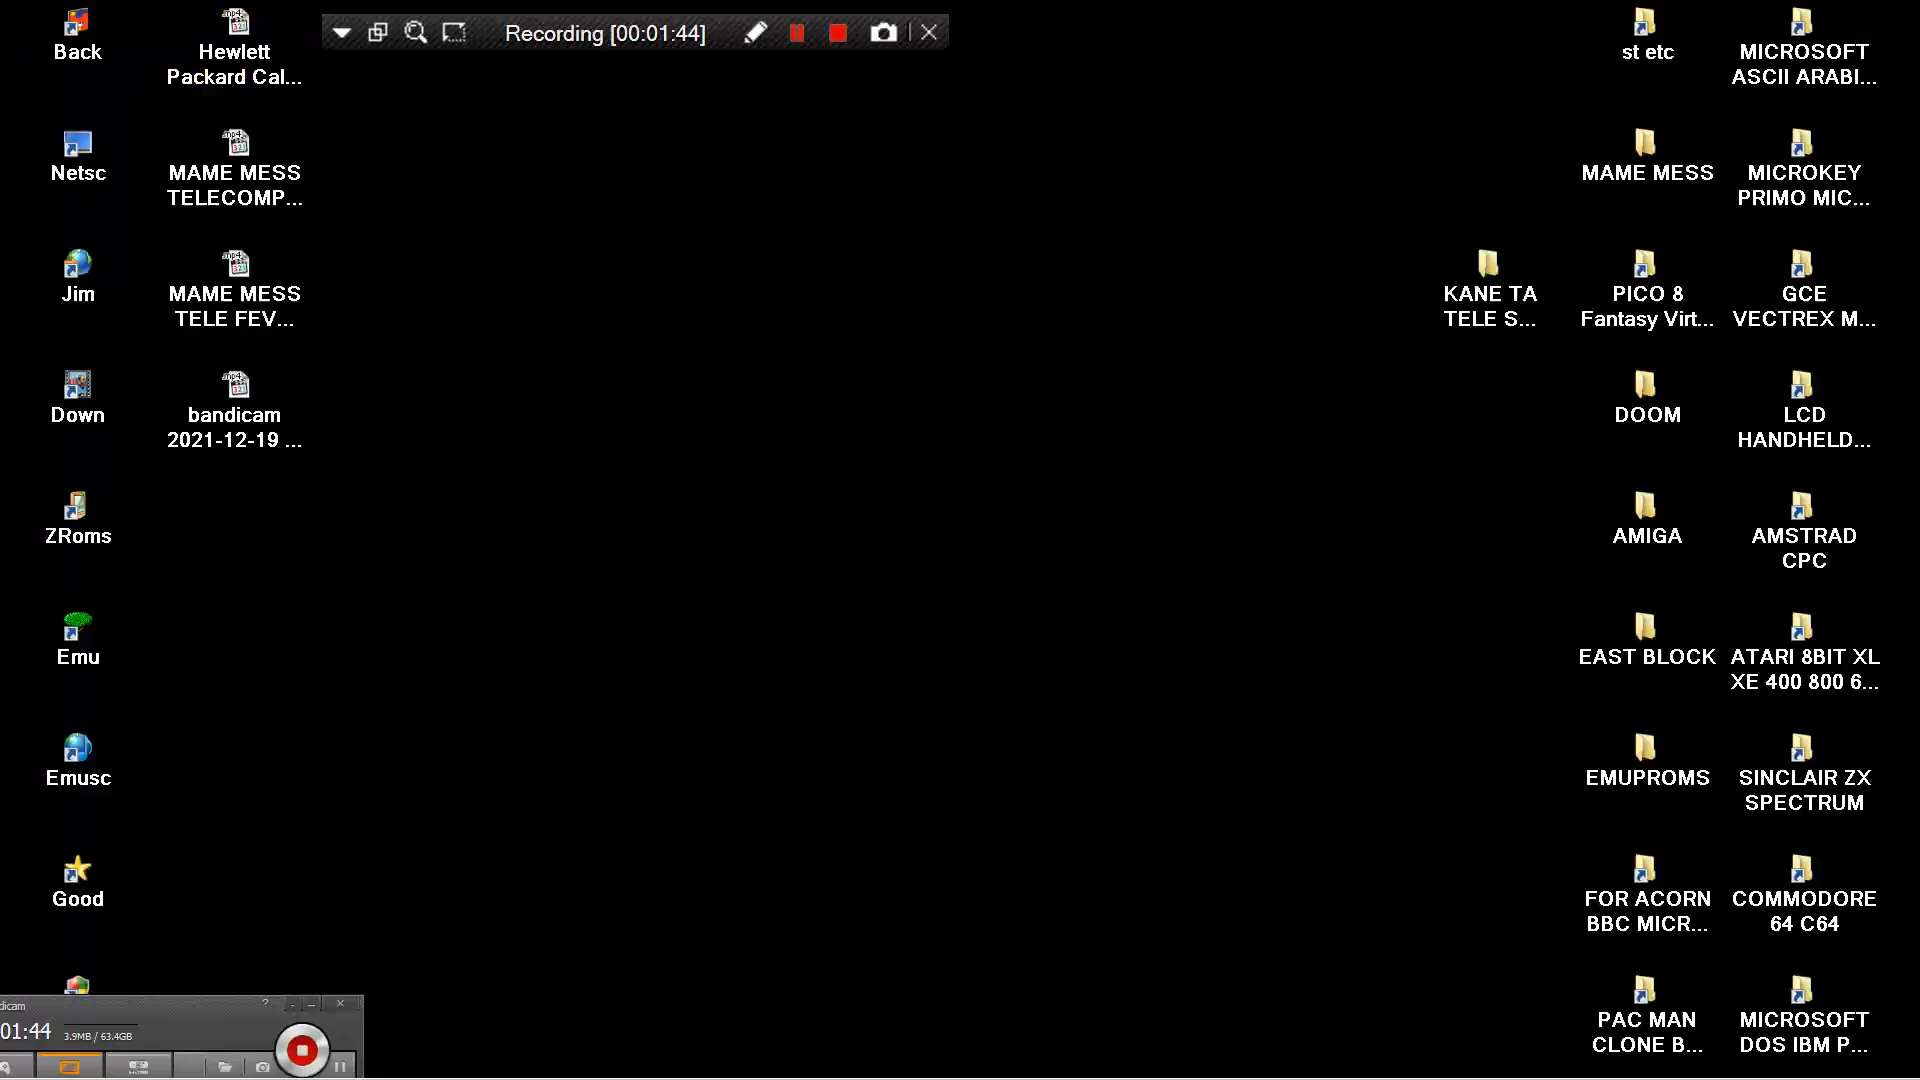 Recording [00:01:44]
Back
Hewlett
Packard Cal...
Netsc
MAME MESS
TELECOMP...
Jim
MAME MESS
TELE FEV...
Down
bandicam
2021-12-19 ...
ZRoms
Emu
Emusc
Good
st etc
MICROSOFT
ASCII ARABI...
MAME MESS
MICROKEY
PRIMO MIC...
KANE TA
TELE S...
PICO 8
Fantasy Virt...
GCE
VECTREX M...
DOOM
LCD
HANDHELD...
AMIGA
AMSTRAD
CPC
EAST BLOCK
ATARI 8BIT XL
XE 400 800 6...
EMUPROMS
SINCLAIR ZX
SPECTRUM
FOR ACORN
BBC MICR...
COMMODORE
64 C64
PAC MAN
CLONE B...
MICROSOFT
DOS IBM P...
dicam
01:44
3.9MB / 63.4GB